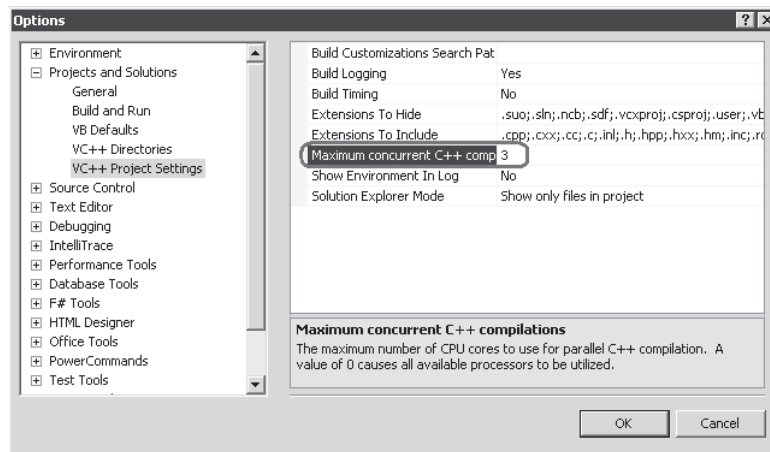 Options
Environment
Projects and Solutions
General
Build and Run
VB Defaults
VC++ Directories
VC++ Project Settings
Source Control
Text Editor
Debugging
IntelliTrace
Performance Tools
Database Tools
F# Tools
HTML Designer
Office Tools
PowerCommands
Test Tools
Build Customizations Search Pat
Build Logging Yes
Build Timing No
Extensions To Hide .suo;.sln;.ncb;.sdf;.vcxproj;.csproj;.user;.vb
Extensions To Include .cpp;.cxx;.cc;.c;.inl;.h;.hpp;.hxx;.hm;.inc;.rc
Maximum concurrent C++ comp 3
Show Environment In Log No
Solution Explorer Mode Show only files in project
Maximum concurrent C++ compilations
The maximum number of CPU cores to use for parallel C++ compilation. A
value of 0 causes all available processors to be utilized.
OK Cancel